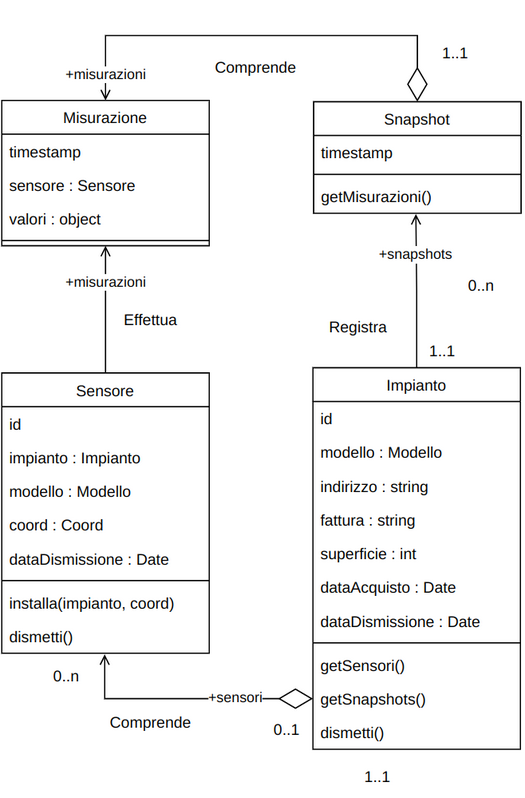 1..1
Comprende
+misurazioni
Misurazione
timestamp
sensore : Sensore
valori : object
Snapshot
timestamp
getMisurazioni()
+misurazioni
Effettua
+snapshots
0..n
Registra
1..1
Sensore
id
impianto : Impianto
modello : Modello
coord : Coord
dataDismissione : Date
installa(impianto, coord)
dismetti()
Impianto
id
modello : Modello
indirizzo : string
fattura : string
superficie : int
dataAcquisto : Date
dataDismissione : Date
getSensori()
getSnapshots()
dismetti()
0..n
+sensori
Comprende
0..1
1..1